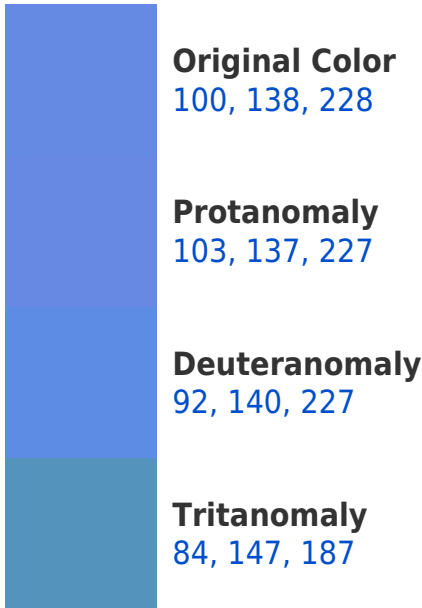 Original Color
100, 138, 228
Protanomaly
103, 137, 227
Deuteranomaly
92, 140, 227
Tritanomaly
84, 147, 187